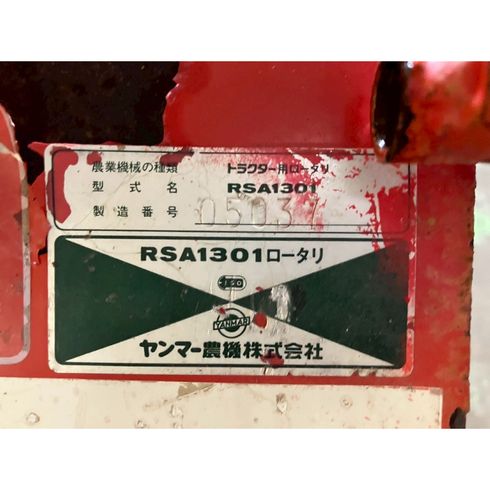 農業機械の種類 トラクター用ロータリ
型式名 RSA1301
製造番号 05037
RSA1301ロータリ
YANMAR
ヤンマー農機株式会社